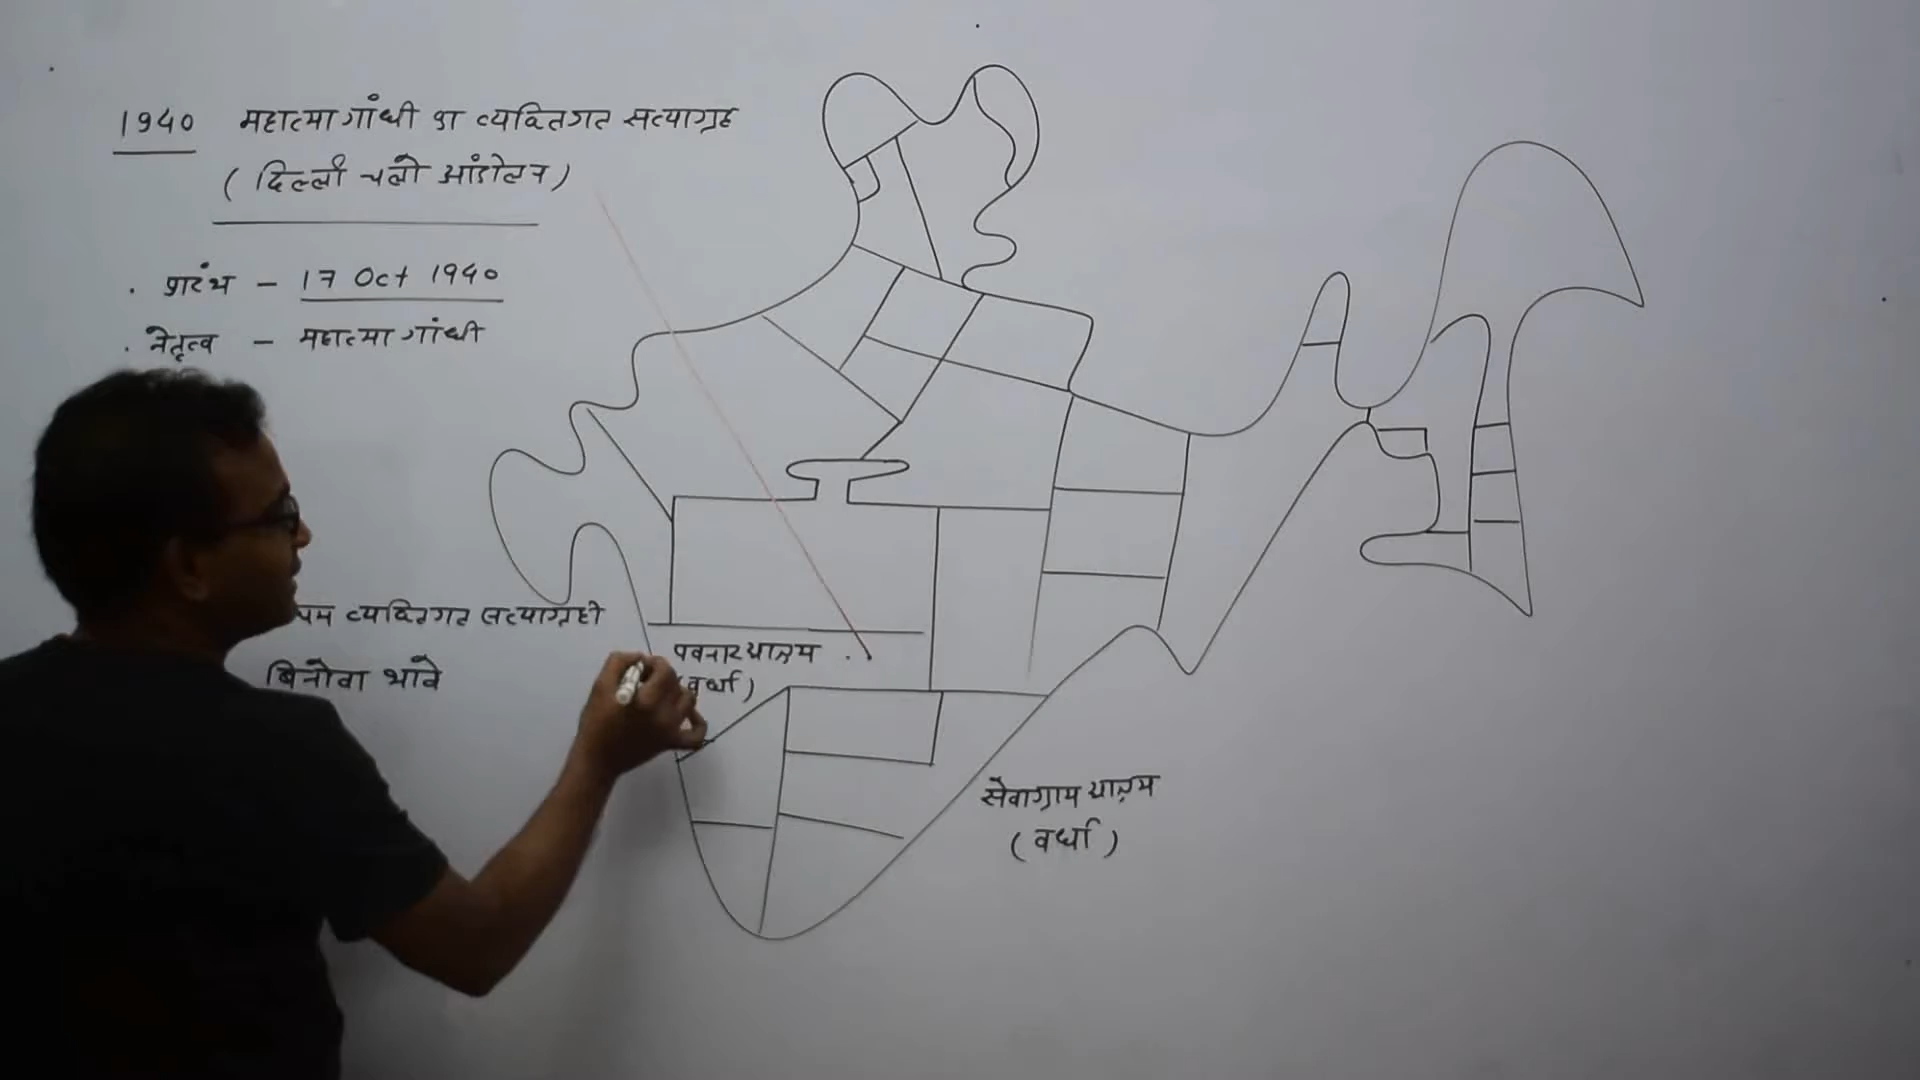 1940 महात्मा गांधी का व्यक्तिगत सत्याग्रह
( दिल्ली चलो आंदोलन )
. प्रारंभ - 17 Oct 1940
. नेतृत्व - महात्मा गांधी
व्यक्तिगत सत्याग्रही
बिनोवा भावे
पवनार आश्रम
(वर्धा)
सेवाग्राम आश्रम
( वर्धा )